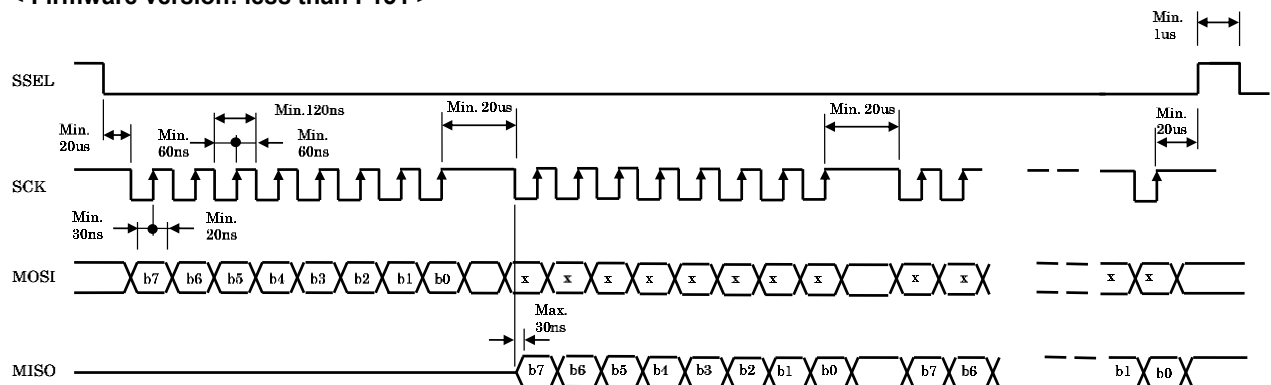 < Firmware version: less than F101 >
Min.
1us
SSEL
Min.
20us
Min.
60ns
Min.120ns
Min.
60ns
Min. 20us
Min. 20us
Min.
20us
SCK
Min.
30ns
Min.
20ns
MOSI b7 b6 b5 b4 b3 b2 b1 b0 x x x x x x x x x x x x
Max.
30ns
MISO b7 b6 b5 b4 b3 b2 b1 b0 b7 b6 b1 b0